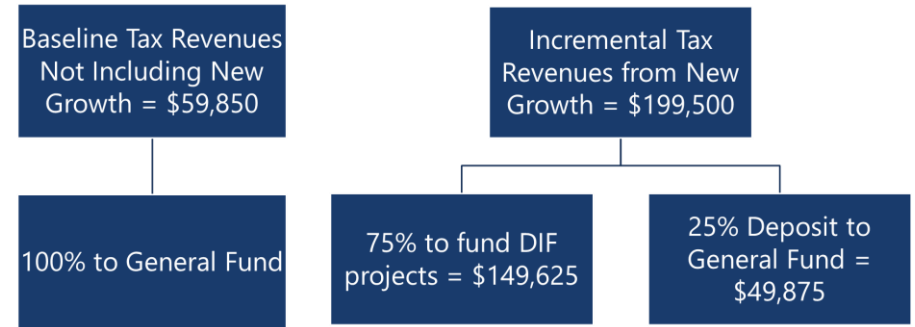 Baseline Tax Revenues
Not Including New
Growth = $59,850
Incremental Tax
Revenues from New
Growth = $199,500
100% to General Fund
75% to fund DIF
projects = $149,625
25% Deposit to
General Fund =
$49,875